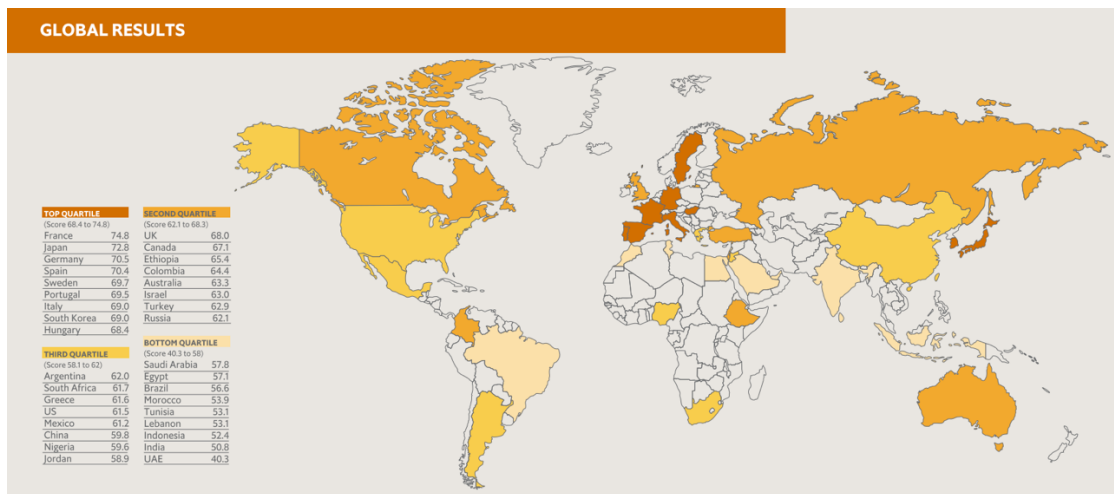 GLOBAL RESULTS
TOP QUARTILE
(Score 68.4 to 74.8)
France 74.8
Japan 72.8
Germany 70.5
Spain 70.4
Sweden 69.7
Portugal 69.5
Italy 69.0
South Korea 69.0
Hungary 68.4
SECOND QUARTILE
(Score 62.1 to 68.3)
UK 68.0
Canada 67.1
Ethiopia 65.4
Colombia 64.4
Australia 63.3
Israel 63.0
Turkey 62.9
Russia 62.1
THIRD QUARTILE
(Score 58.1 to 62)
Argentina 62.0
South Africa 61.7
Greece 61.6
US 61.5
Mexico 61.2
China 59.8
Nigeria 59.6
Jordan 58.9
BOTTOM QUARTILE
(Score 40.3 to 58)
Saudi Arabia 57.8
Egypt 57.1
Brazil 56.6
Morocco 53.9
Tunisia 53.1
Lebanon 53.1
Indonesia 52.4
India 50.8
UAE 40.3